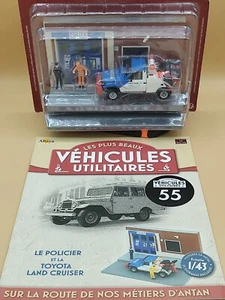 LES PLUS BEAUX
VÉHICULES
UTILITAIRES
VÉHICULES
55
LE POLICIER
ET LA
TOYOTA
LAND CRUISER
1/43
SUR LA ROUTE DE NOS MÉTIERS D'ANTAN